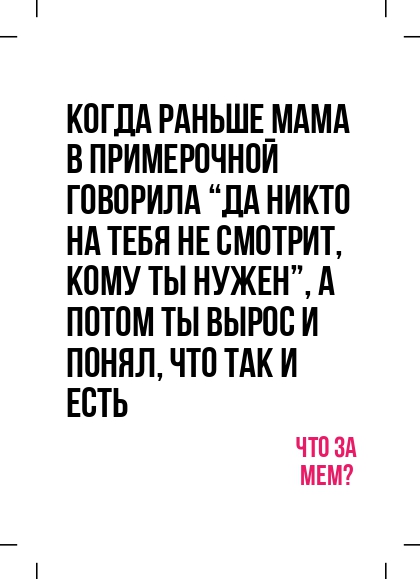 КОГДА РАНЬШЕ МАМА
В ПРИМЕРОЧНОЙ
ГОВОРИЛА “ДА НИКТО
НА ТЕБЯ НЕ СМОТРИТ,
КОМУ ТЫ НУЖЕН”, А
ПОТОМ ТЫ ВЫРОС И
ПОНЯЛ, ЧТО ТАК И
ЕСТЬ
ЧТО ЗА
МЕМ?